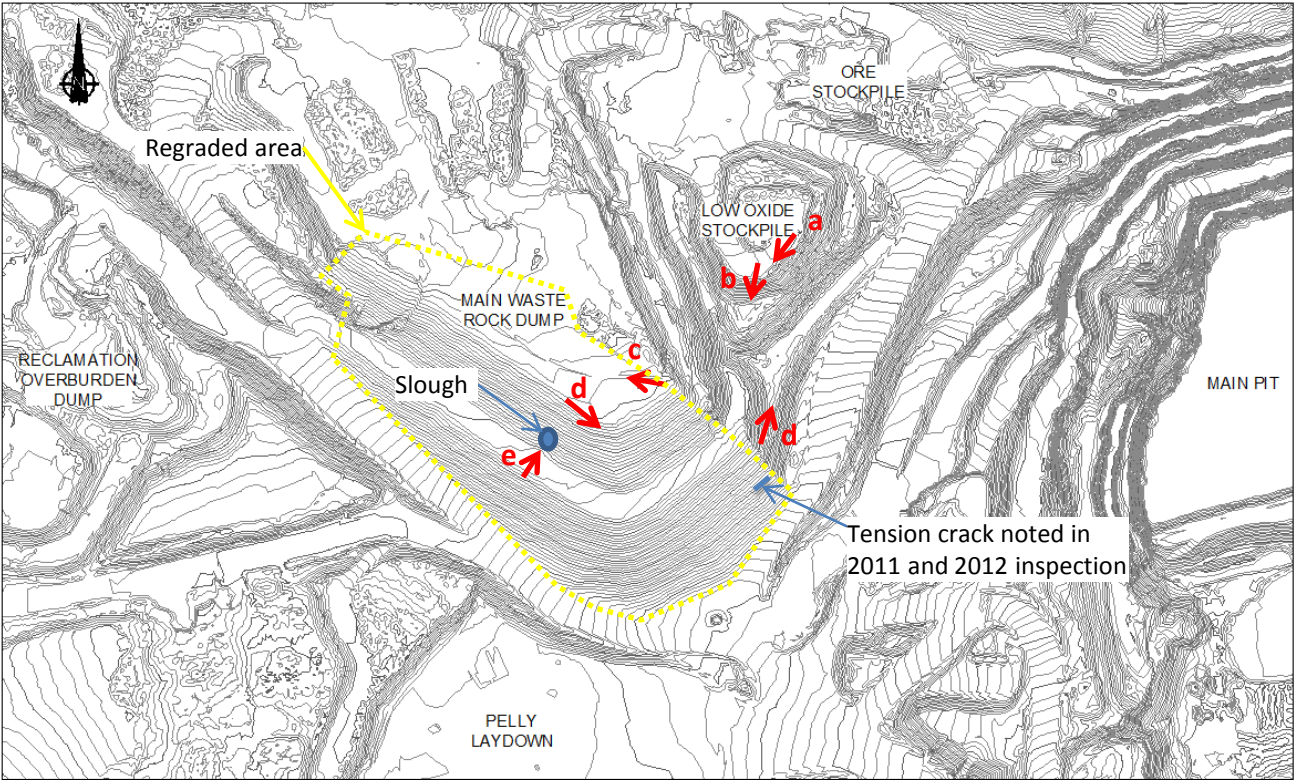 ORE
STOCKPILE
Regraded area
LOW OXIDE
STOCKPILE
a
b
MAIN WASTE
ROCK DUMP
c
RECLAMATION
OVERBURDEN
DUMP
Slough
d
MAIN PIT
d
e
Tension crack noted in
2011 and 2012 inspection
PELLY
LAYDOWN